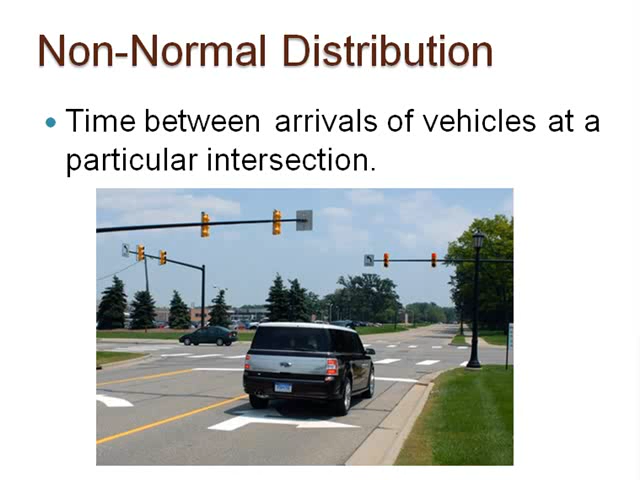 Non-Normal Distribution
• Time between arrivals of vehicles at a
particular intersection.